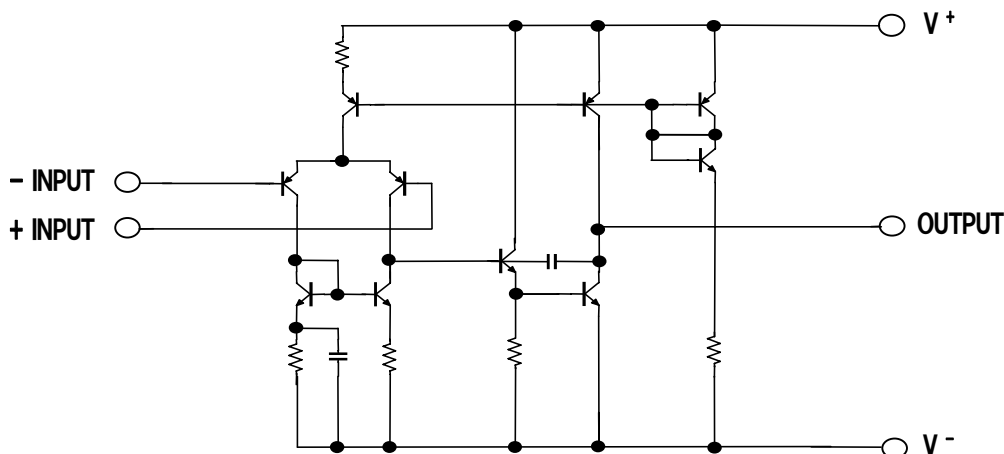 V+
- INPUT
+ INPUT
OUTPUT
V-